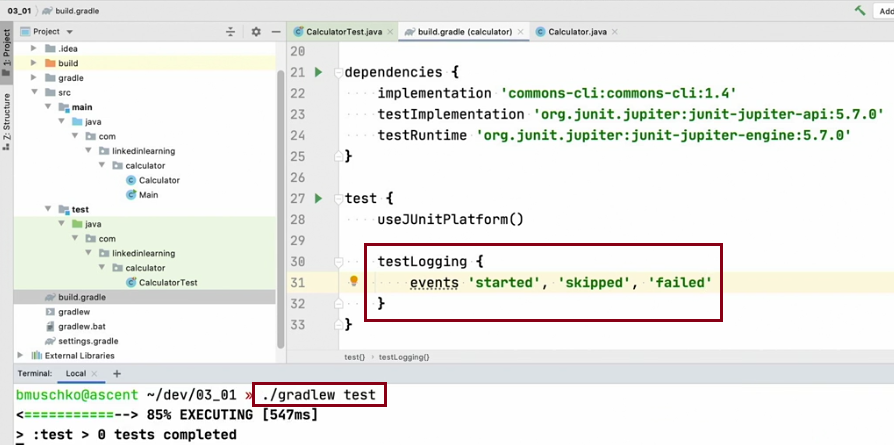 03_01 build.gradle
Add
Project
CalculatorTest.java
build.gradle (calculator)
Calculator.java
1: Project
7: Structure
.idea
build
gradle
src
main
java
com
linkedinlearning
calculator
Calculator
Main
test
java
com
linkedinlearning
calculator
CalculatorTest
build.gradle
gradlew
gradlew.bat
settings.gradle
External Libraries
20
21 dependencies {
22 implementation 'commons-cli:commons-cli:1.4'
23 testImplementation 'org.junit.jupiter:junit-jupiter-api:5.7.0'
24 testRuntime 'org.junit.jupiter:junit-jupiter-engine:5.7.0'
25 }
26
27 test {
28 useJUnitPlatform()
29
30 testLogging {
31 events 'started', 'skipped', 'failed'
32 }
33 }
test{} › testLogging{}
Terminal: Local × +
bmuschko@ascent ~/dev/03_01 » ./gradlew test
<===========--> 85% EXECUTING [547ms]
> :test > 0 tests completed